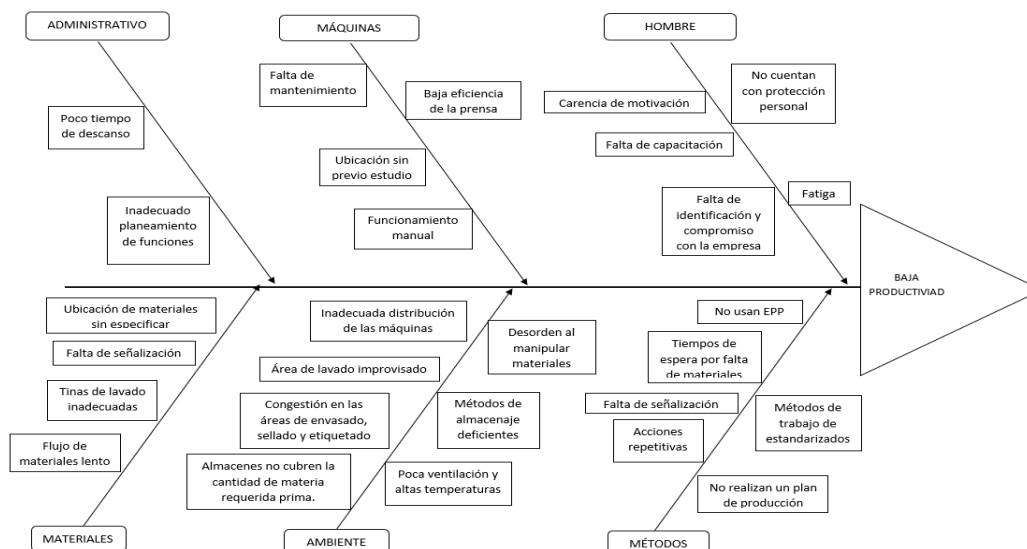 ADMINISTRATIVO
MÁQUINAS
HOMBRE
Poco tiempo
de descanso
Inadecuado
planeamiento
de funciones
Falta de
mantenimiento
Baja eficiencia
de la prensa
Ubicación sin
previo estudio
Funcionamiento
manual
No cuentan
con protección
personal
Carencia de motivación
Falta de capacitación
Fatiga
Falta de
identificación y
compromiso
con la empresa
BAJA
PRODUCTIVIAD
Ubicación de materiales
sin especificar
Falta de señalización
Tinas de lavado
inadecuadas
Flujo de
materiales lento
Inadecuada distribución
de las máquinas
Desorden al
manipular
materiales
Área de lavado improvisado
Congestión en las
áreas de envasado,
sellado y etiquetado
Métodos de
almacenaje
deficientes
Almacenes no cubren la
cantidad de materia
requerida prima.
Poca ventilación y
altas temperaturas
No usan EPP
Tiempos de
espera por falta
de materiales
Falta de señalización
Métodos de
trabajo de
estandarizados
Acciones
repetitivas
No realizan un plan
de producción
MATERIALES
AMBIENTE
MÉTODOS